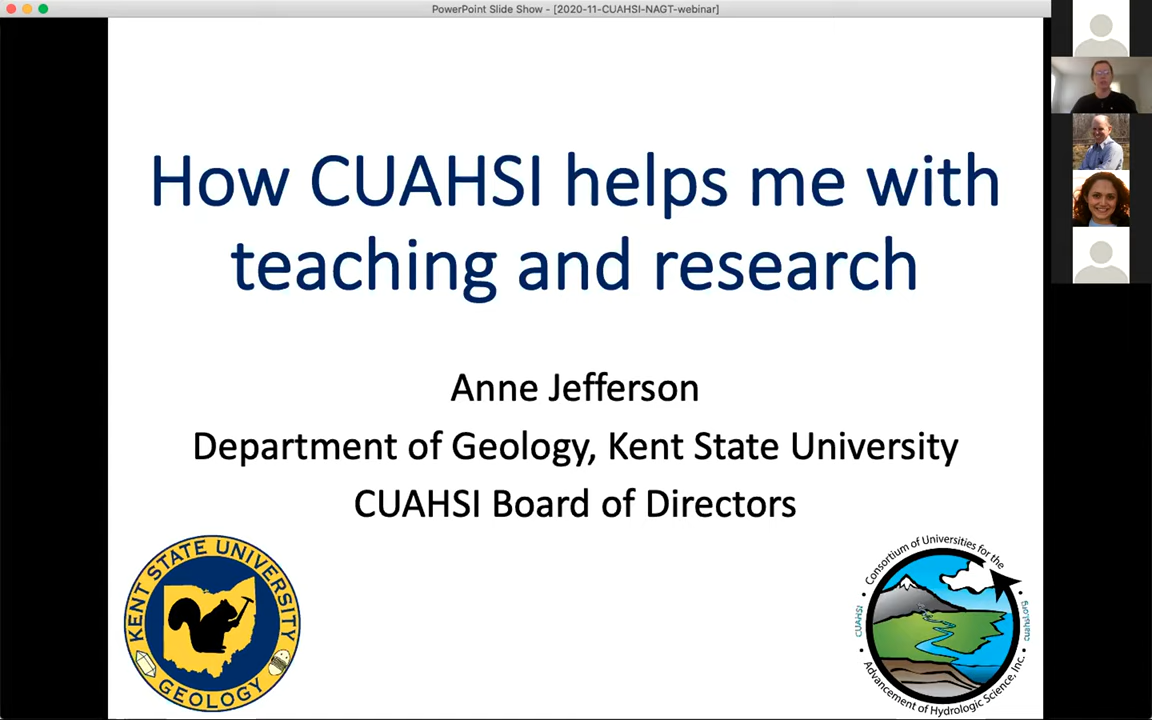 PowerPoint Slide Show - [2020-11-CUAHSI-NAGT-webinar]
How CUAHSI helps me with
teaching and research
Anne Jefferson
Department of Geology, Kent State University
CUAHSI Board of Directors
KENT STATE UNIVERSITY
GEOLOGY
Consortium of Universities for the
Advancement of Hydrologic Science, Inc.
CUAHSI
cuahsi.org